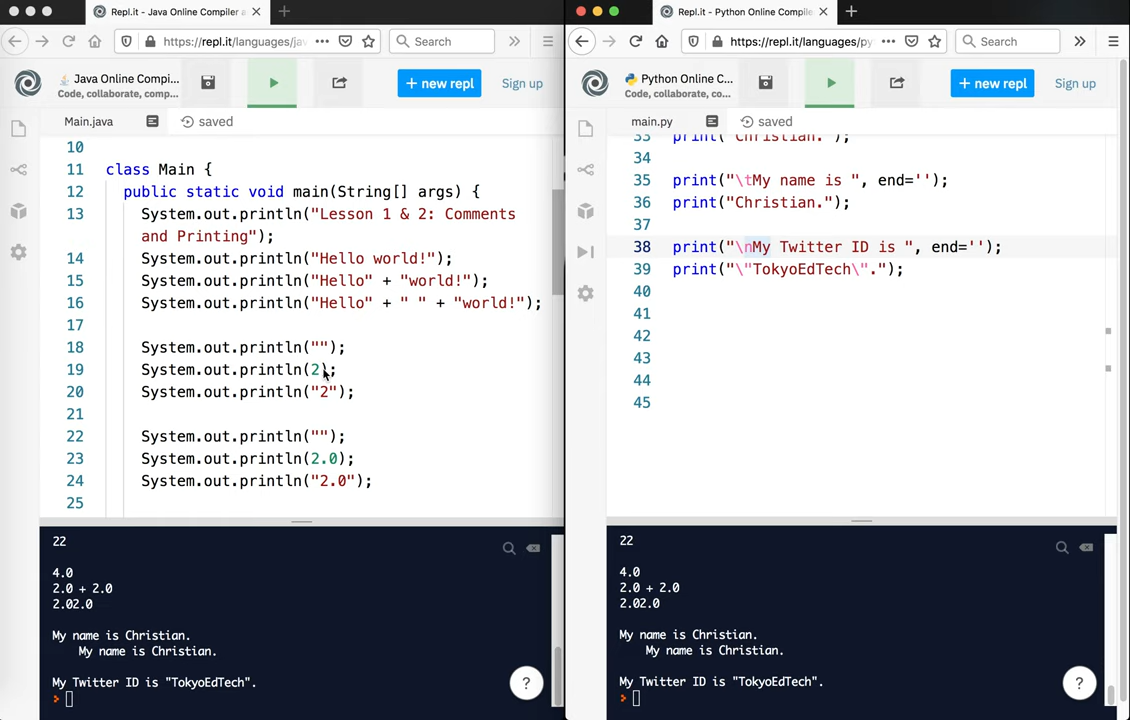 Repl.it - Java Online Compiler a
https://repl.it/languages/jav
Search
Java Online Compi...
Code, collaborate, comp...
+ new repl
Sign up
Main.java
saved
10
11 class Main {
12 public static void main(String[] args) {
13 System.out.println("Lesson 1 & 2: Comments
and Printing");
14 System.out.println("Hello world!");
15 System.out.println("Hello" + "world!");
16 System.out.println("Hello" + " " + "world!");
17
18 System.out.println("");
19 System.out.println(2);
20 System.out.println("2");
21
22 System.out.println("");
23 System.out.println(2.0);
24 System.out.println("2.0");
25
22
4.0
2.0 + 2.0
2.02.0
My name is Christian.
My name is Christian.
My Twitter ID is "TokyoEdTech".
?
Repl.it - Python Online Compile
https://repl.it/languages/py
Search
Python Online C...
Code, collaborate, co...
+ new repl
Sign up
main.py
saved
33 print("Christian.");
34
35 print("\tMy name is ", end='');
36 print("Christian.");
37
38 print("\nMy Twitter ID is ", end='');
39 print("\"TokyoEdTech\".");
40
41
42
43
44
45
22
4.0
2.0 + 2.0
2.02.0
My name is Christian.
My name is Christian.
My Twitter ID is "TokyoEdTech".
?